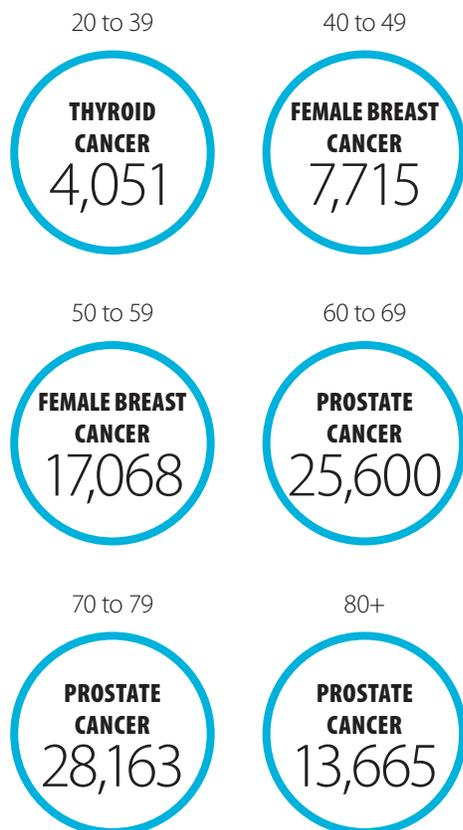 20 to 39
THYROID
CANCER
4,051
40 to 49
FEMALE BREAST
CANCER
7,715
50 to 59
FEMALE BREAST
CANCER
17,068
60 to 69
PROSTATE
CANCER
25,600
70 to 79
PROSTATE
CANCER
28,163
80+
PROSTATE
CANCER
13,665